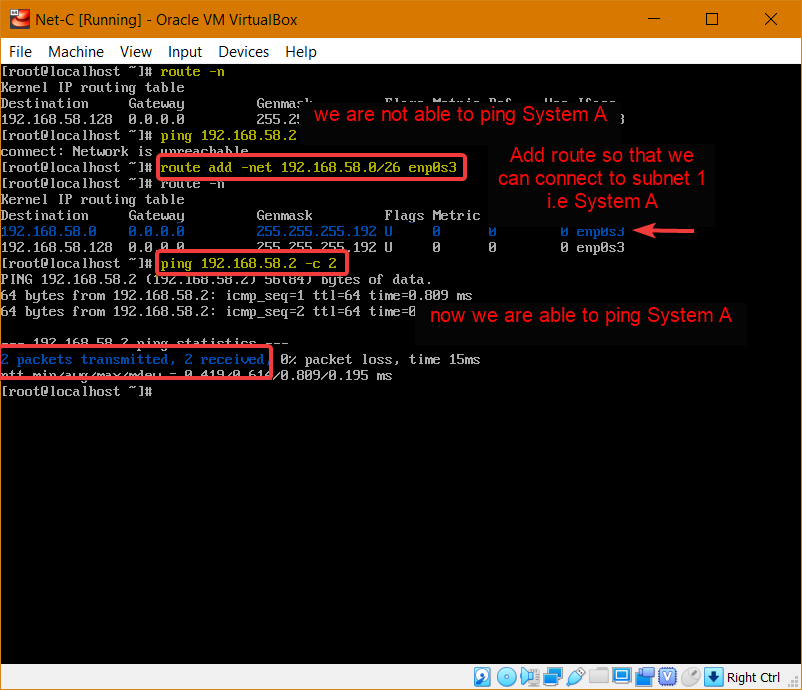 Net-C [Running] - Oracle VM VirtualBox
File Machine View Input Devices Help
[root@localhost ~]# route -n
Kernel IP routing table
Destination Gateway Genmask Flags Metric Ref Use Iface
192.168.58.128 0.0.0.0 255.25
we are not able to ping System A
[root@localhost ~]# ping 192.168.58.2
connect: Network is unreachable
[root@localhost ~]# route add -net 192.168.58.0/26 enp0s3
Add route so that we
can connect to subnet 1
i.e System A
[root@localhost ~]# route -n
Kernel IP routing table
Destination Gateway Genmask Flags Metric
192.168.58.0 0.0.0.0 255.255.255.192 U 0 0 0 enp0s3
192.168.58.128 0.0.0.0 255.255.255.192 U 0 0 0 enp0s3
[root@localhost ~]# ping 192.168.58.2 -c 2
PING 192.168.58.2 (192.168.58.2) 56(84) bytes of data.
64 bytes from 192.168.58.2: icmp_seq=1 ttl=64 time=0.809 ms
64 bytes from 192.168.58.2: icmp_seq=2 ttl=64 time=0
now we are able to ping System A
--- 192.168.58.2 ping statistics ---
2 packets transmitted, 2 received, 0% packet loss, time 15ms
rtt min/avg/max/mdev = 0.419/0.614/0.809/0.195 ms
[root@localhost ~]#
Right Ctrl